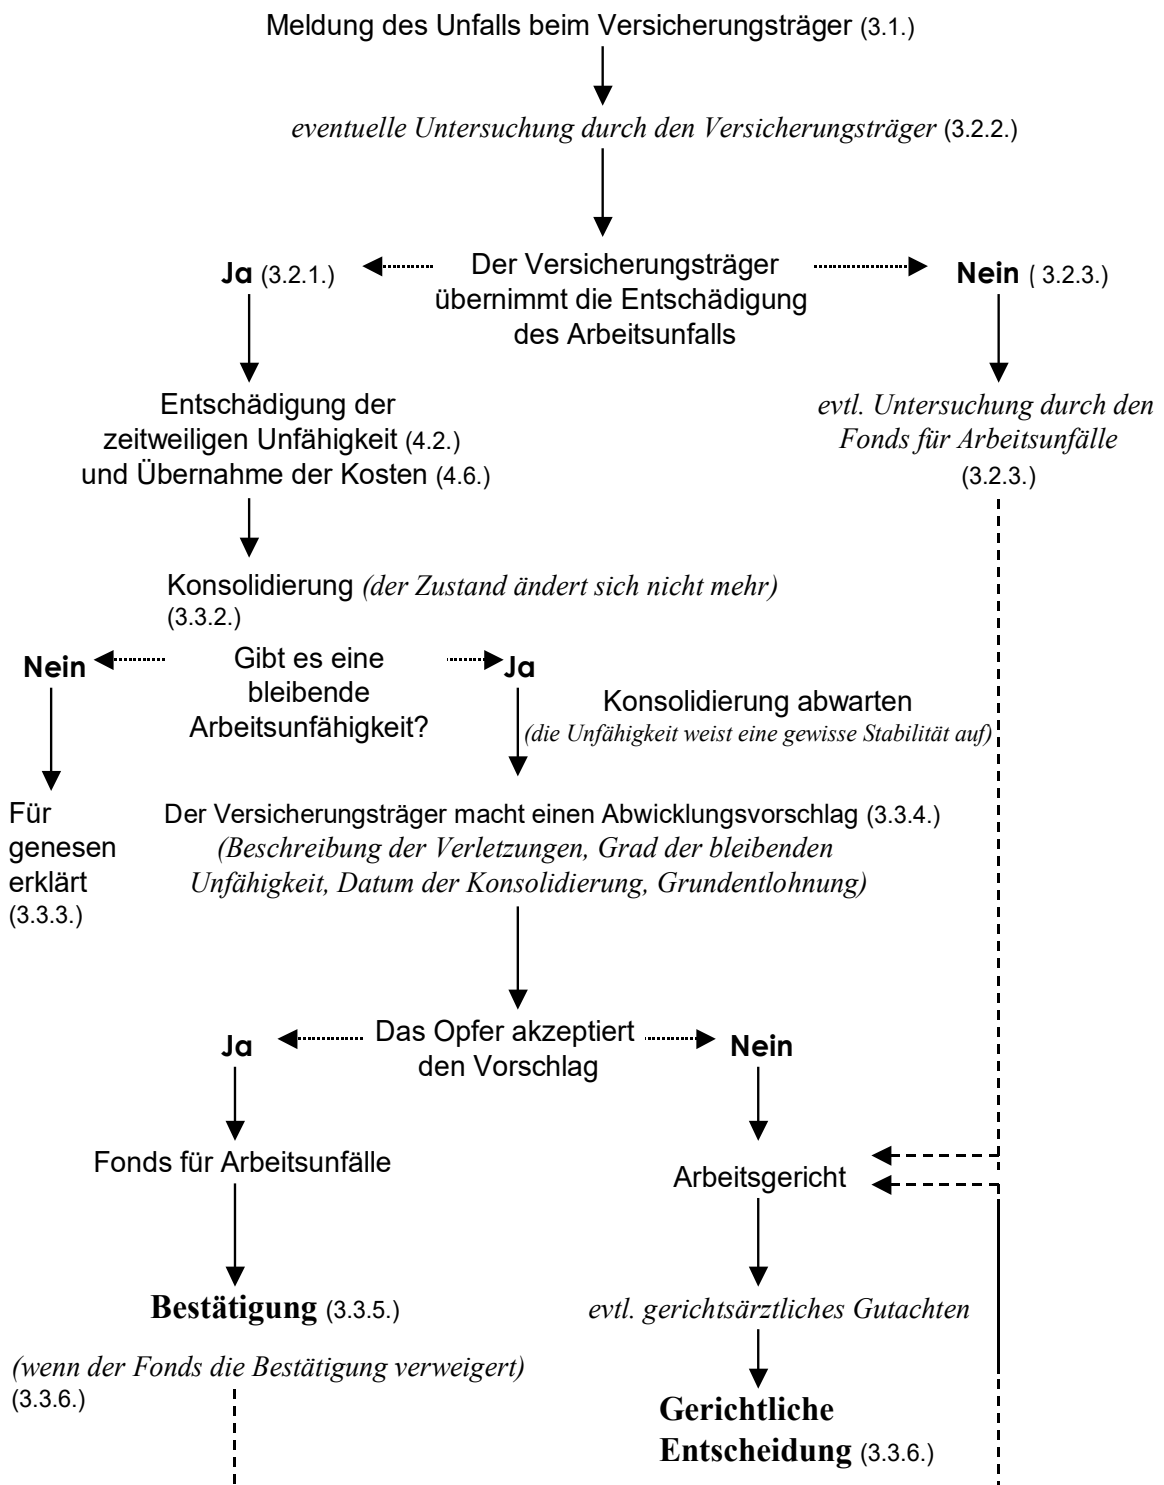 Meldung des Unfalls beim Versicherungsträger (3.1.)
eventuelle Untersuchung durch den Versicherungsträger (3.2.2.)
Ja (3.2.1.)
Der Versicherungsträger
übernimmt die Entschädigung
des Arbeitsunfalls
Nein ( 3.2.3.)
Entschädigung der
zeitweiligen Unfähigkeit (4.2.)
und Übernahme der Kosten (4.6.)
evtl. Untersuchung durch den
Fonds für Arbeitsunfälle
(3.2.3.)
Konsolidierung (der Zustand ändert sich nicht mehr)
(3.3.2.)
Nein
Gibt es eine
bleibende
Arbeitsunfähigkeit?
Ja
Konsolidierung abwarten
(die Unfähigkeit weist eine gewisse Stabilität auf)
Für
genesen
erklärt
(3.3.3.)
Der Versicherungsträger macht einen Abwicklungsvorschlag (3.3.4.)
(Beschreibung der Verletzungen, Grad der bleibenden
Unfähigkeit, Datum der Konsolidierung, Grundentlohnung)
Ja
Das Opfer akzeptiert
den Vorschlag
Nein
Fonds für Arbeitsunfälle
Arbeitsgericht
Bestätigung (3.3.5.)
evtl. gerichtsärztliches Gutachten
(wenn der Fonds die Bestätigung verweigert)
(3.3.6.)
Gerichtliche
Entscheidung (3.3.6.)